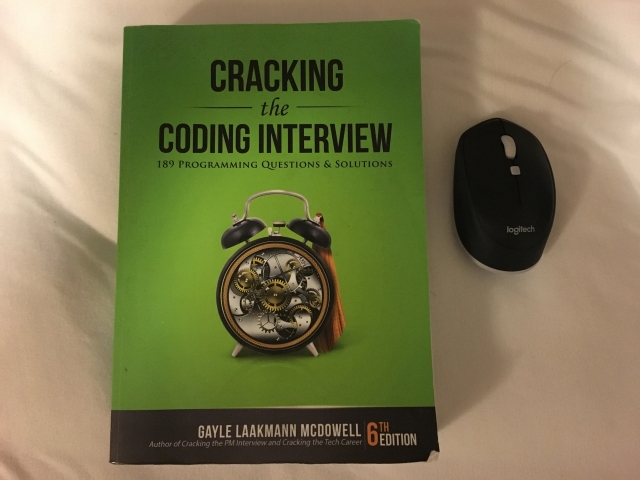 CRACKING
the
CODING INTERVIEW
189 PROGRAMMING QUESTIONS & SOLUTIONS
GAYLE LAAKMANN MCDOWELL
Author of Cracking the PM Interview and Cracking the Tech Career
6TH
EDITION
logitech